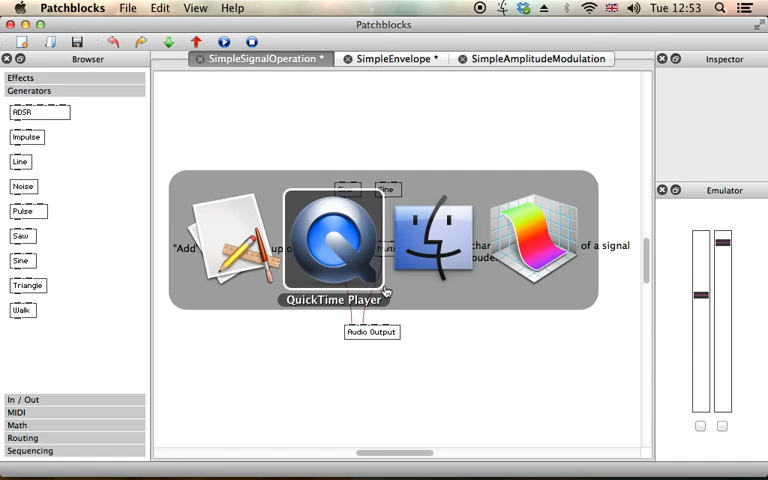 Patchblocks File Edit View Help Tue 12:53
Patchblocks
Browser
SimpleSignalOperation *
SimpleEnvelope *
SimpleAmplitudeModulation
Inspector
Effects
Generators
ADSR
Impulse
Line
Noise
Pulse
Saw
Sine
Triangle
Walk
In / Out
MIDI
Math
Routing
Sequencing
Sine
Sine
"Add
of a signal
QuickTime Player
Audio Output
Emulator